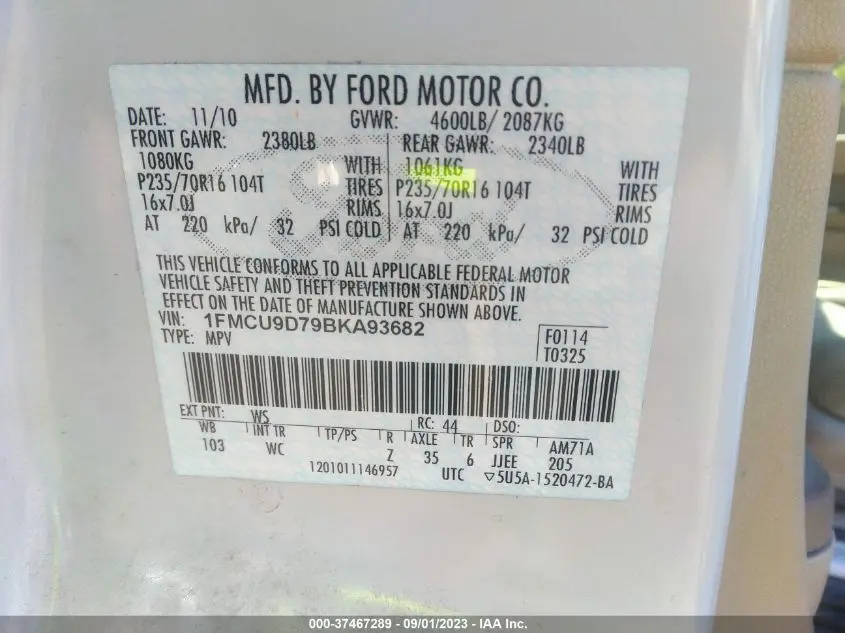 MFD. BY FORD MOTOR CO.
DATE: 11/10 GVWR: 4600LB/ 2087KG
FRONT GAWR: 2380LB REAR GAWR: 2340LB
1080KG WITH 1061KG WITH
P235/70R16 104T TIRES P235/70R16 104T TIRES
16x7.0J RIMS 16x7.0J RIMS
AT 220 kPa/ 32 PSI COLD AT 220 kPa/ 32 PSI COLD
THIS VEHICLE CONFORMS TO ALL APPLICABLE FEDERAL MOTOR
VEHICLE SAFETY AND THEFT PREVENTION STANDARDS IN
EFFECT ON THE DATE OF MANUFACTURE SHOWN ABOVE.
VIN: 1FMCU9D79BKA93682 F0114
TYPE: MPV T0325
EXT PNT: WS RC: 44 DSO:
WB INT TR TP/PS R AXLE TR SPR AM71A
103 WC Z 35 6 JJEE 205
1201011146957 UTC ▽5U5A-1520472-BA
000-37467289 - 09/01/2023 - © IAA Inc.